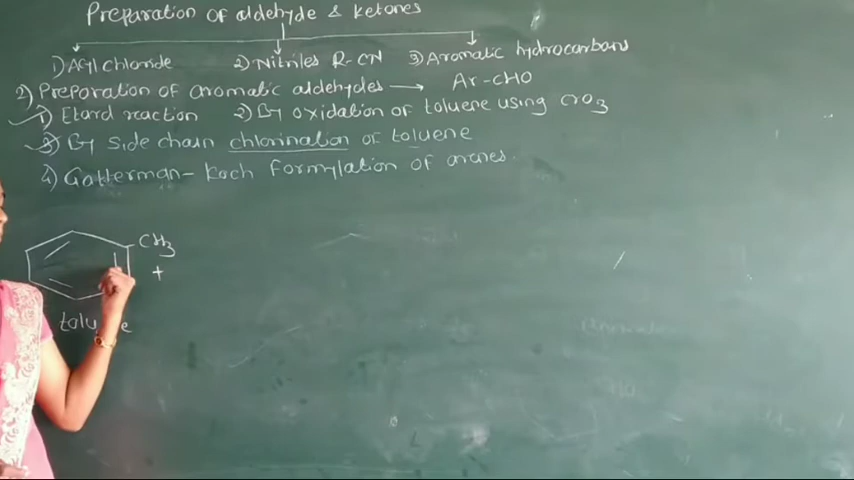 Preparation of aldehyde & ketones
1) Acyl chloride 2) Nitriles R-CN 3) Aromatic hydrocarbons
2) Preparation of aromatic aldehydes → Ar-CHO
1) Etard reaction 2) By oxidation of toluene using CrO3
3) By side chain chlorination of toluene
4) Gatterman-Koch Formylation of arenes.
CH3
+